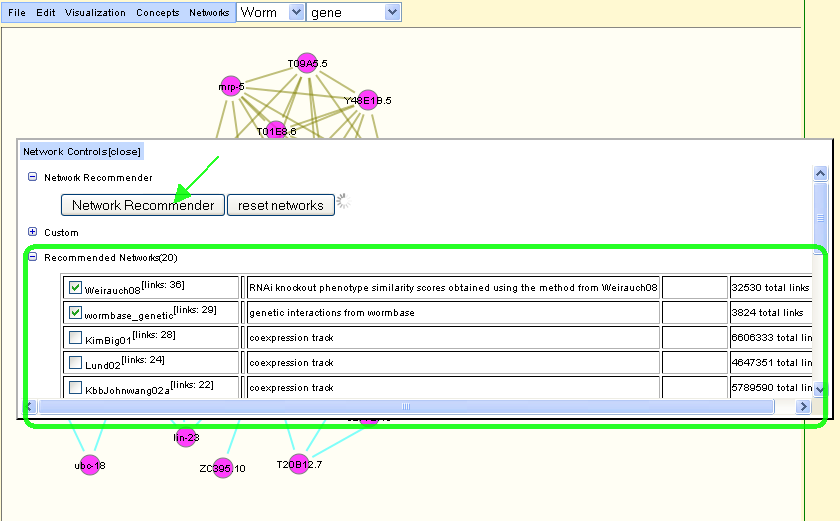 File Edit Visualization Concepts Networks Worm gene
T09A5.5
mrp-5
Y48E1B.5
T01E8.6
Network Controls[close]
Network Recommender
Network Recommender reset networks
Custom
Recommended Networks(20)
Weirauch08[links: 36] RNAi knockout phenotype similarity scores obtained using the method from Weirauch08 32530 total links
wormbase_genetic[links: 29] genetic interactions from wormbase 3824 total links
KimBig01[links: 28] coexpression track 6606333 total lin
Lund02[links: 24] coexpression track 4647351 total lin
KbbJohnwang02a[links: 22] coexpression track 5789590 total lin
lin-23
ubc-18 ZC395.10 T20B12.7